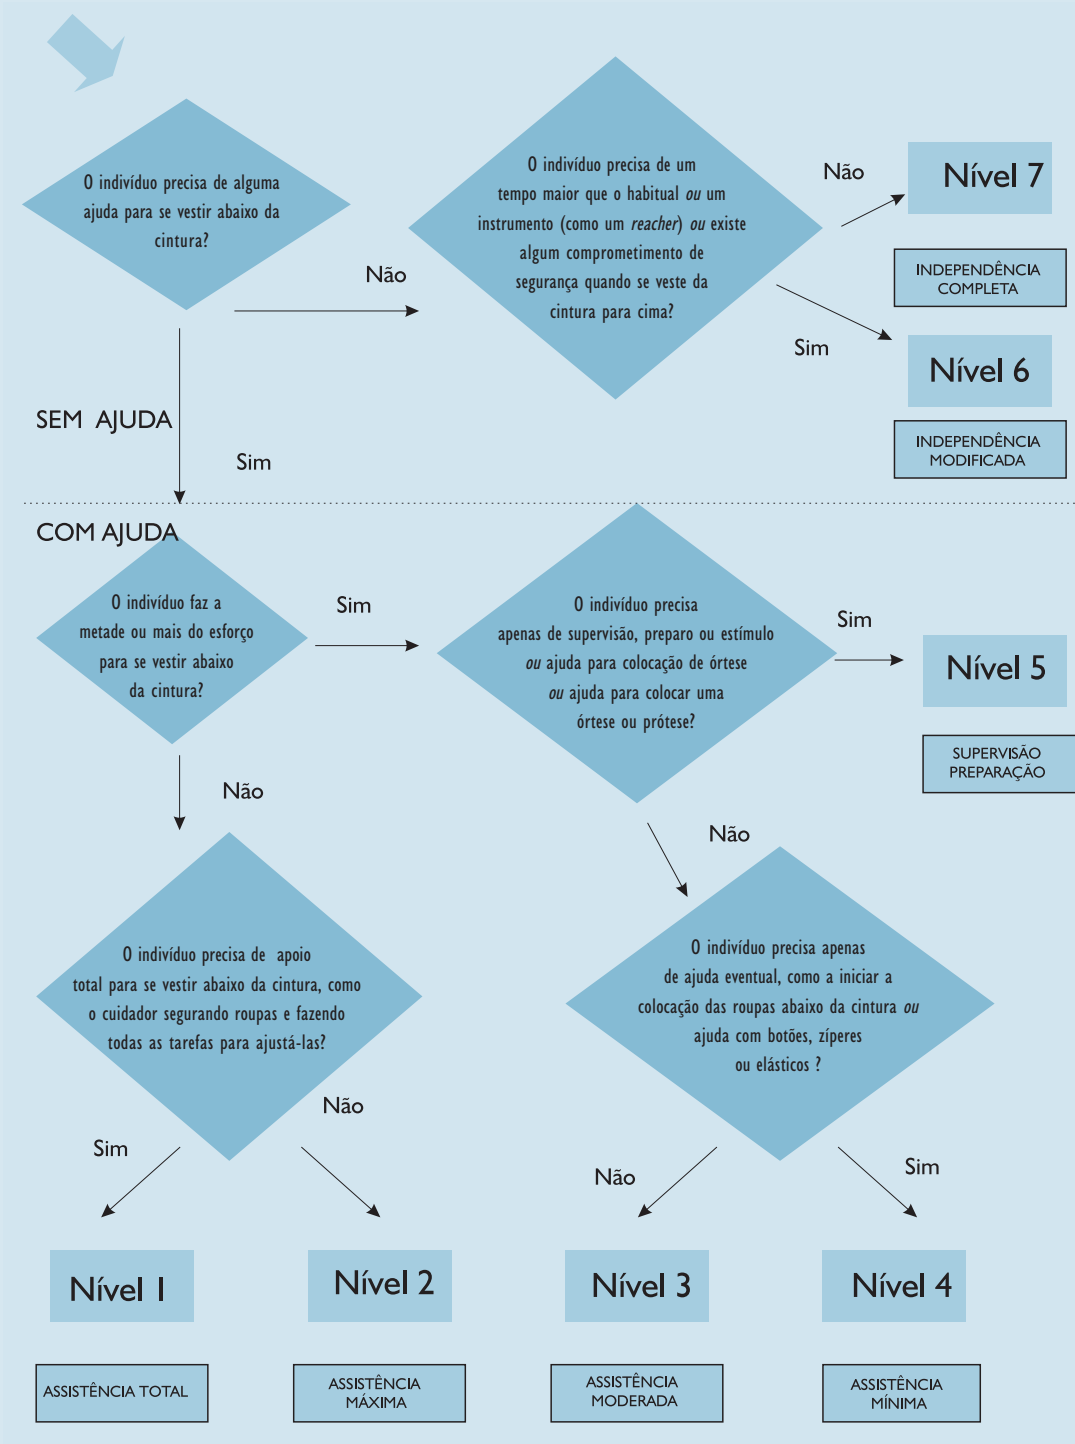 O indivíduo precisa de alguma
ajuda para se vestir abaixo da
cintura?
Não
O indivíduo precisa de um
tempo maior que o habitual ou um
instrumento (como um reacher) ou existe
algum comprometimento de
segurança quando se veste da
cintura para cima?
Não
Nível 7
INDEPENDÊNCIA
COMPLETA
Sim
Nível 6
INDEPENDÊNCIA
MODIFICADA
SEM AJUDA
Sim
COM AJUDA
O indivíduo faz a
metade ou mais do esforço
para se vestir abaixo
da cintura?
Sim
O indivíduo precisa
apenas de supervisão, preparo ou estímulo
ou ajuda para colocação de órtese
ou ajuda para colocar uma
órtese ou prótese?
Sim
Nível 5
SUPERVISÃO
PREPARAÇÃO
Não
Não
O indivíduo precisa de apoio
total para se vestir abaixo da cintura, como
o cuidador segurando roupas e fazendo
todas as tarefas para ajustá-las?
O indivíduo precisa apenas
de ajuda eventual, como a iniciar a
colocação das roupas abaixo da cintura ou
ajuda com botões, zíperes
ou elásticos ?
Sim
Não
Não
Sim
Nível 1
Nível 2
Nível 3
Nível 4
ASSISTÊNCIA TOTAL
ASSISTÊNCIA
MÁXIMA
ASSISTÊNCIA
MODERADA
ASSISTÊNCIA
MÍNIMA